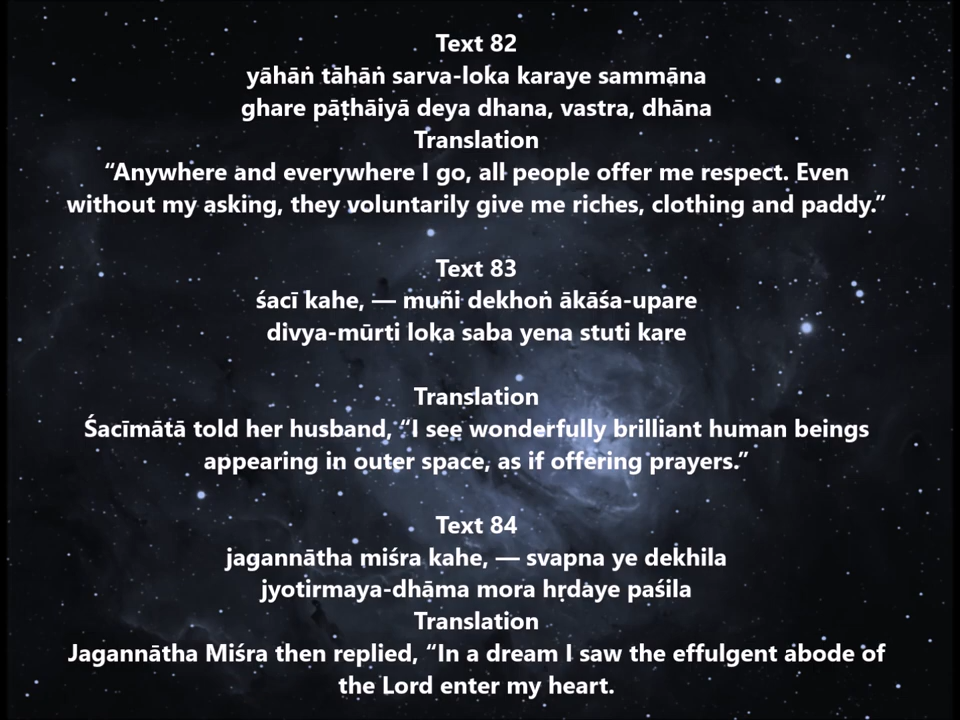 Text 82
yāhāṅ tāhāṅ sarva-loka karaye sammāna
ghare pāṭhāiyā deya dhana, vastra, dhāna
Translation
“Anywhere and everywhere I go, all people offer me respect. Even
without my asking, they voluntarily give me riches, clothing and paddy.”
Text 83
śacī kahe, — muñi dekhoṅ ākāśa-upare
divya-mūrti loka saba yena stuti kare
Translation
Śacīmātā told her husband, “I see wonderfully brilliant human beings
appearing in outer space, as if offering prayers.”
Text 84
jagannātha miśra kahe, — svapna ye dekhila
jyotirmaya-dhāma mora hṛdaye paśila
Translation
Jagannātha Miśra then replied, “In a dream I saw the effulgent abode of
the Lord enter my heart.